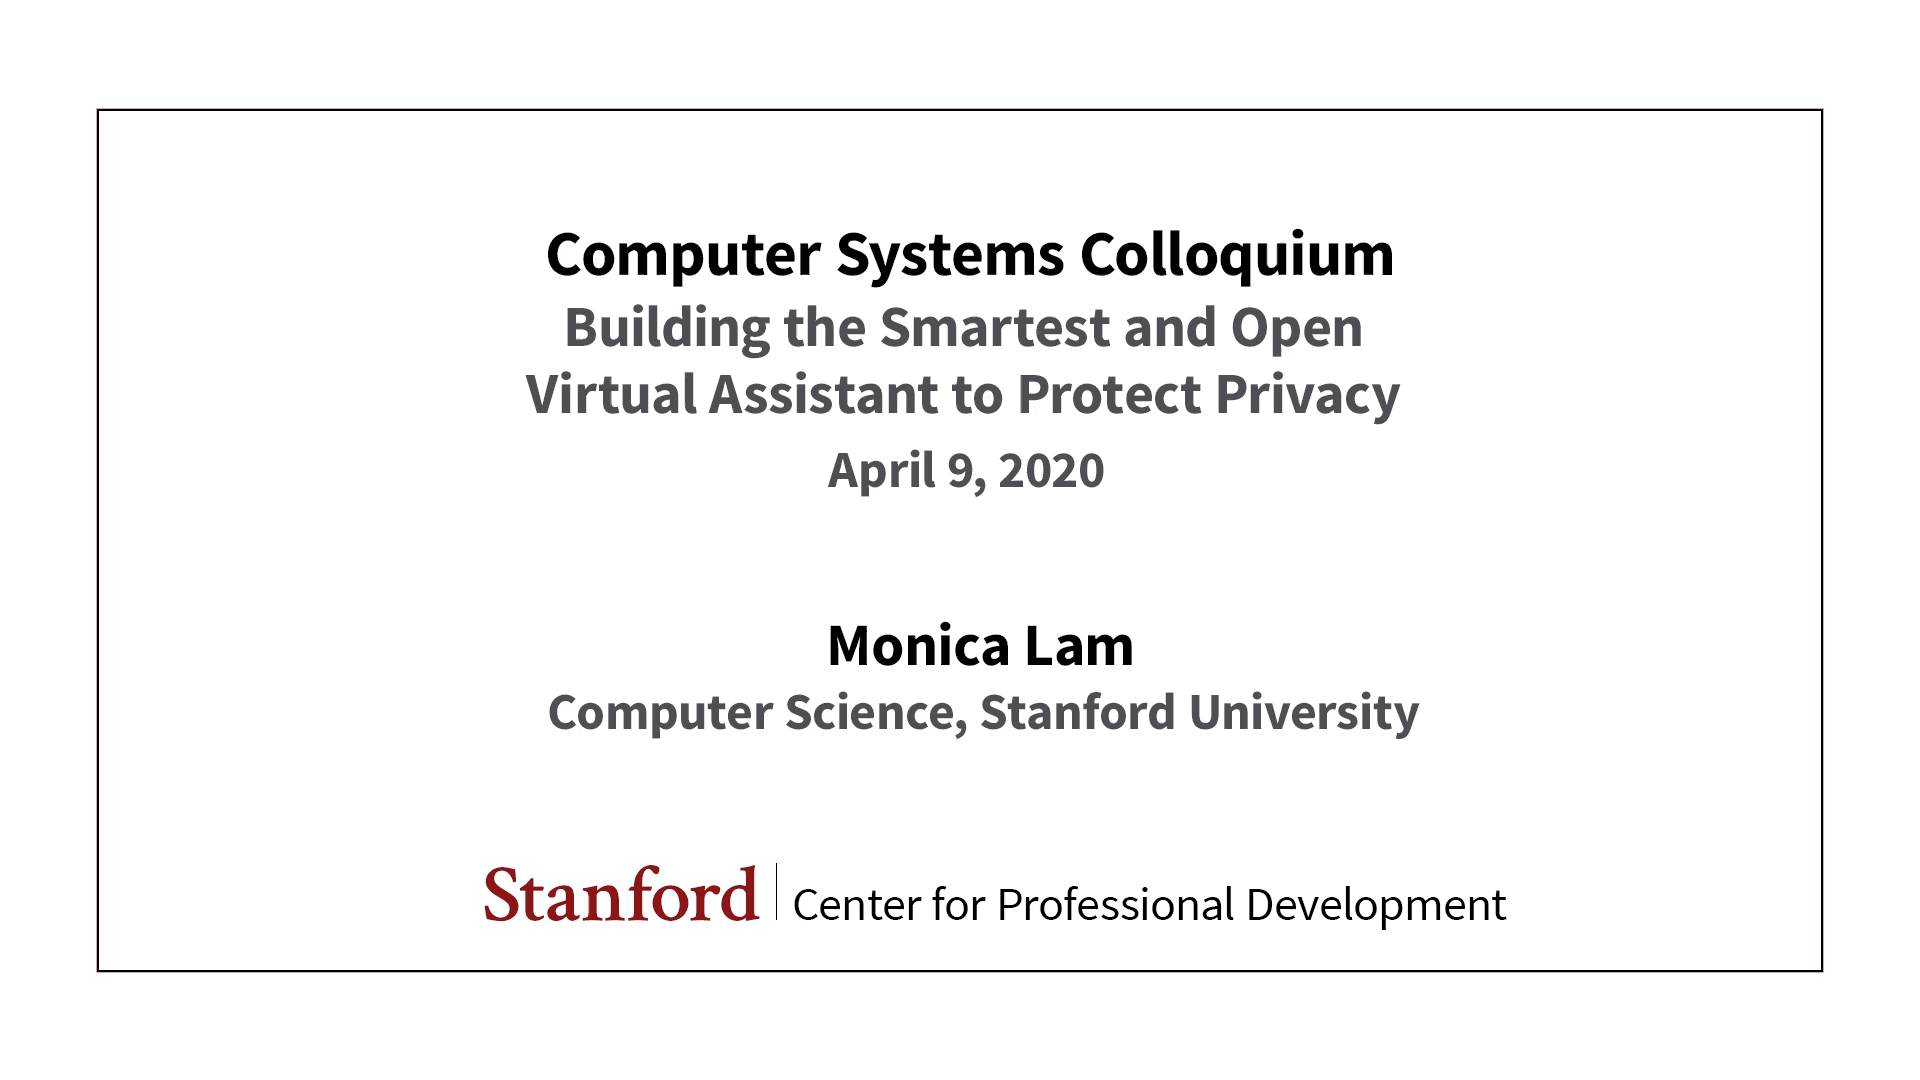 Computer Systems Colloquium
Building the Smartest and Open
Virtual Assistant to Protect Privacy
April 9, 2020
Monica Lam
Computer Science, Stanford University
Stanford Center for Professional Development